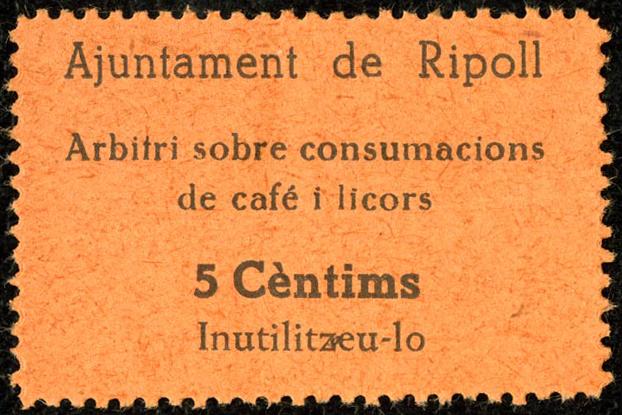 Ajuntament de Ripoll
Arbitri sobre consumacions
de café i licors
5 Cèntims
Inutilitzeu-lo